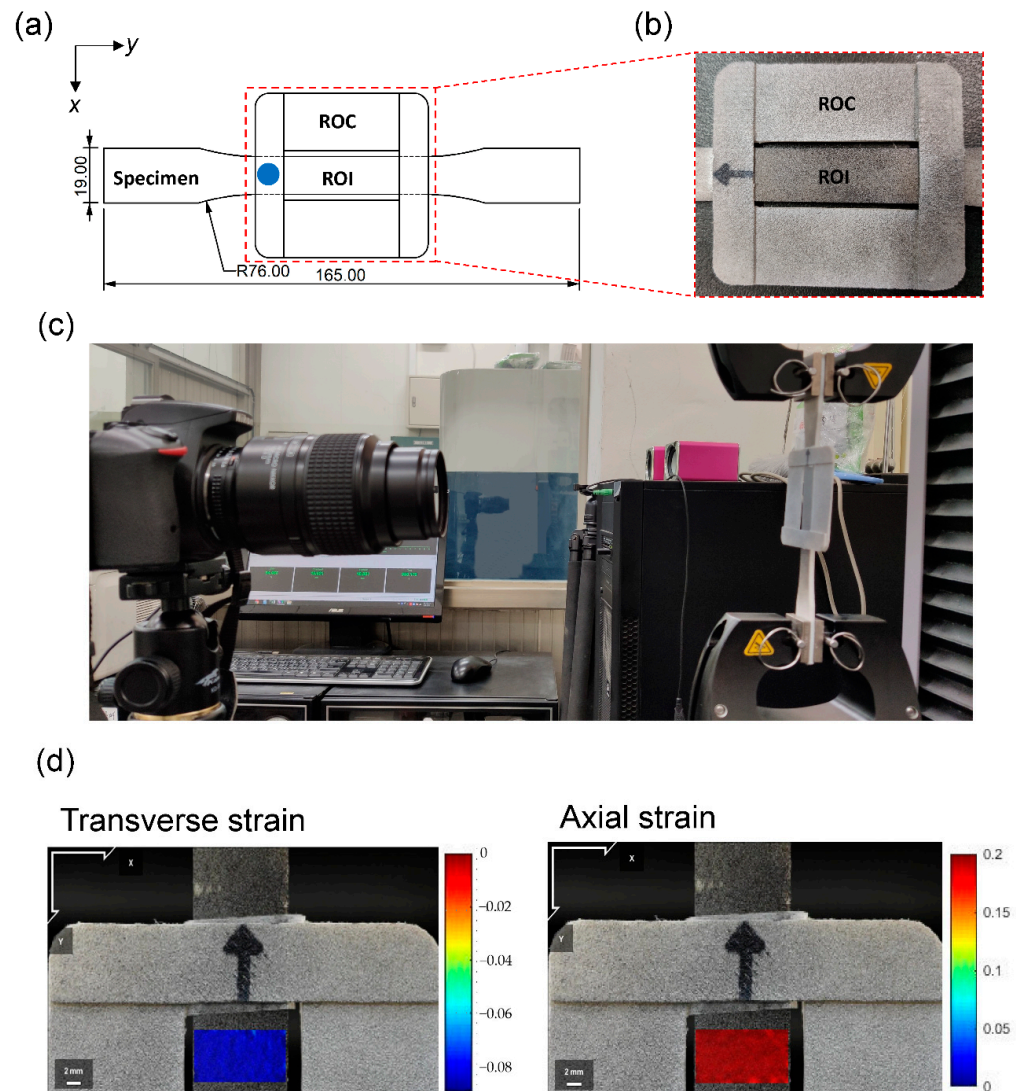 (a)
y
x
ROC
ROI
Specimen
19.00
R76.00
165.00
(b)
ROC
ROI
(c)
ASUS
(d)
Transverse strain
X
Y
2 mm
0
−0.02
−0.04
−0.06
−0.08
Axial strain
X
Y
2 mm
0.2
0.15
0.1
0.05
0